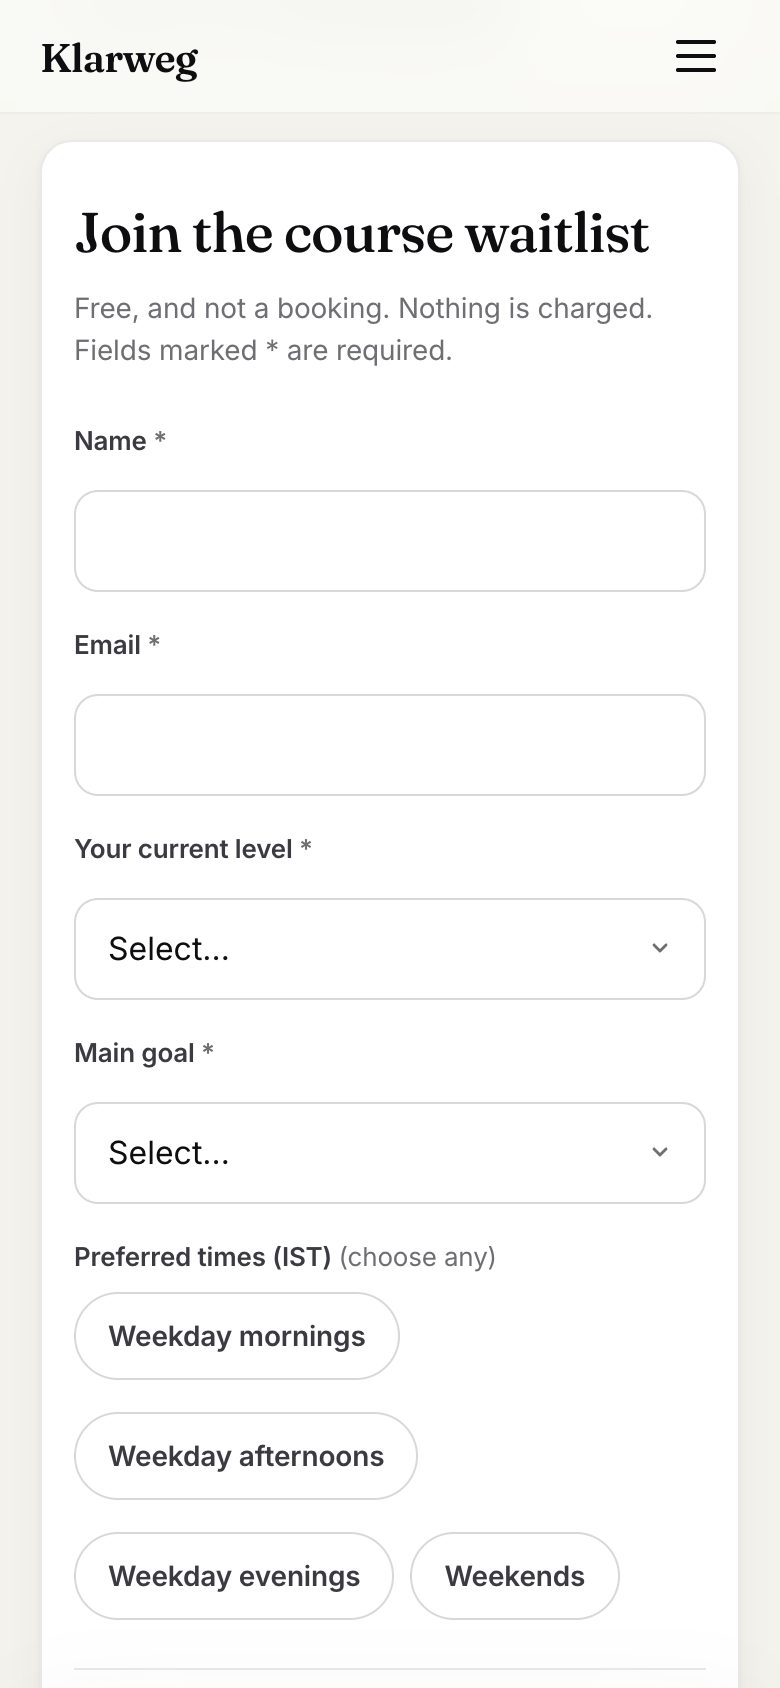 Klarweg
Join the course waitlist
Free, and not a booking. Nothing is charged.
Fields marked * are required.
Name *
Email *
Your current level *
Select...
Main goal *
Select...
Preferred times (IST) (choose any)
Weekday mornings
Weekday afternoons
Weekday evenings
Weekends